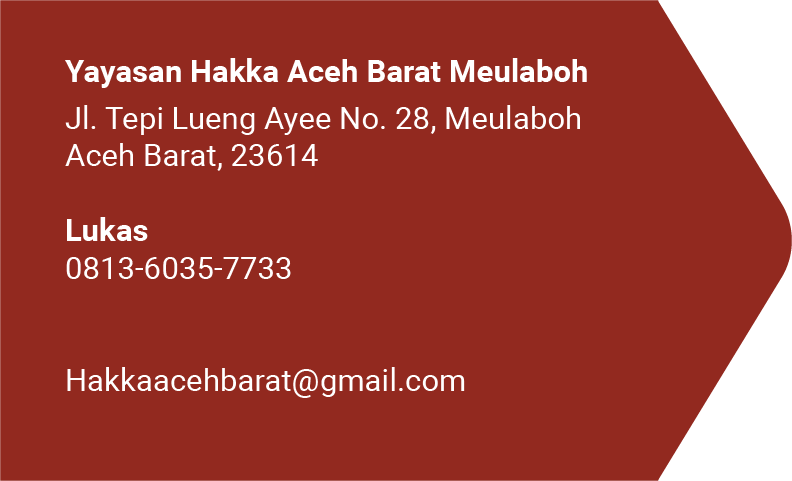 Yayasan Hakka Aceh Barat Meulaboh
Jl. Tepi Lueng Ayee No. 28, Meulaboh
Aceh Barat, 23614
Lukas
0813-6035-7733
Hakkaacehbarat@gmail.com